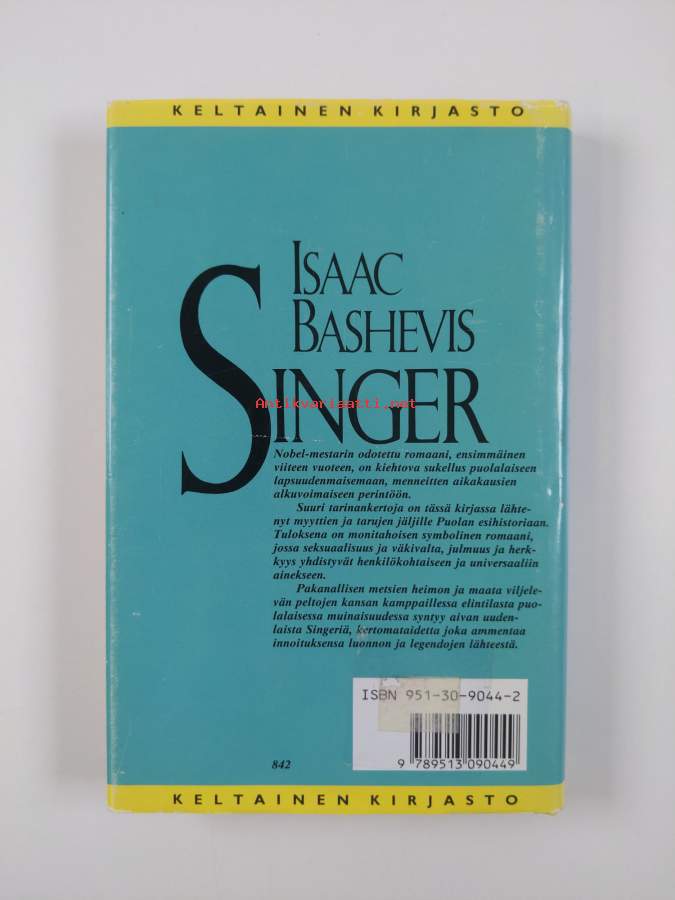 KELTAINEN KIRJASTO
ISAAC
BASHEVIS
SINGER
Antikvariaatti.net
Nobel-mestarin odotettu romaani, ensimmäinen
viiteen vuoteen, on kiehtova sukellus puolalaiseen
lapsuudenmaisemaan, menneitten aikakausien
alkuvoimaiseen perintöön.
Suuri tarinankertoja on tässä kirjassa lähte-
nyt myyttien ja tarujen jäljille Puolan esihistoriaan.
Tuloksena on monitahoisen symbolinen romaani,
jossa seksuaalisuus ja väkivalta, julmuus ja herk-
kyys yhdistyvät henkilökohtaiseen ja universaaliin
ainekseen.
Pakanallisen metsien heimon ja maata viljele-
vän peltojen kansan kamppaillessa elintilasta puo-
lalaisessa muinaisuudessa syntyy aivan uuden-
laista Singeriä, kertomataidetta joka ammentaa
innoituksensa luonnon ja legendojen lähteestä.
ISBN 951-30-9044-2
9 789513 090449
842
KELTAINEN KIRJASTO